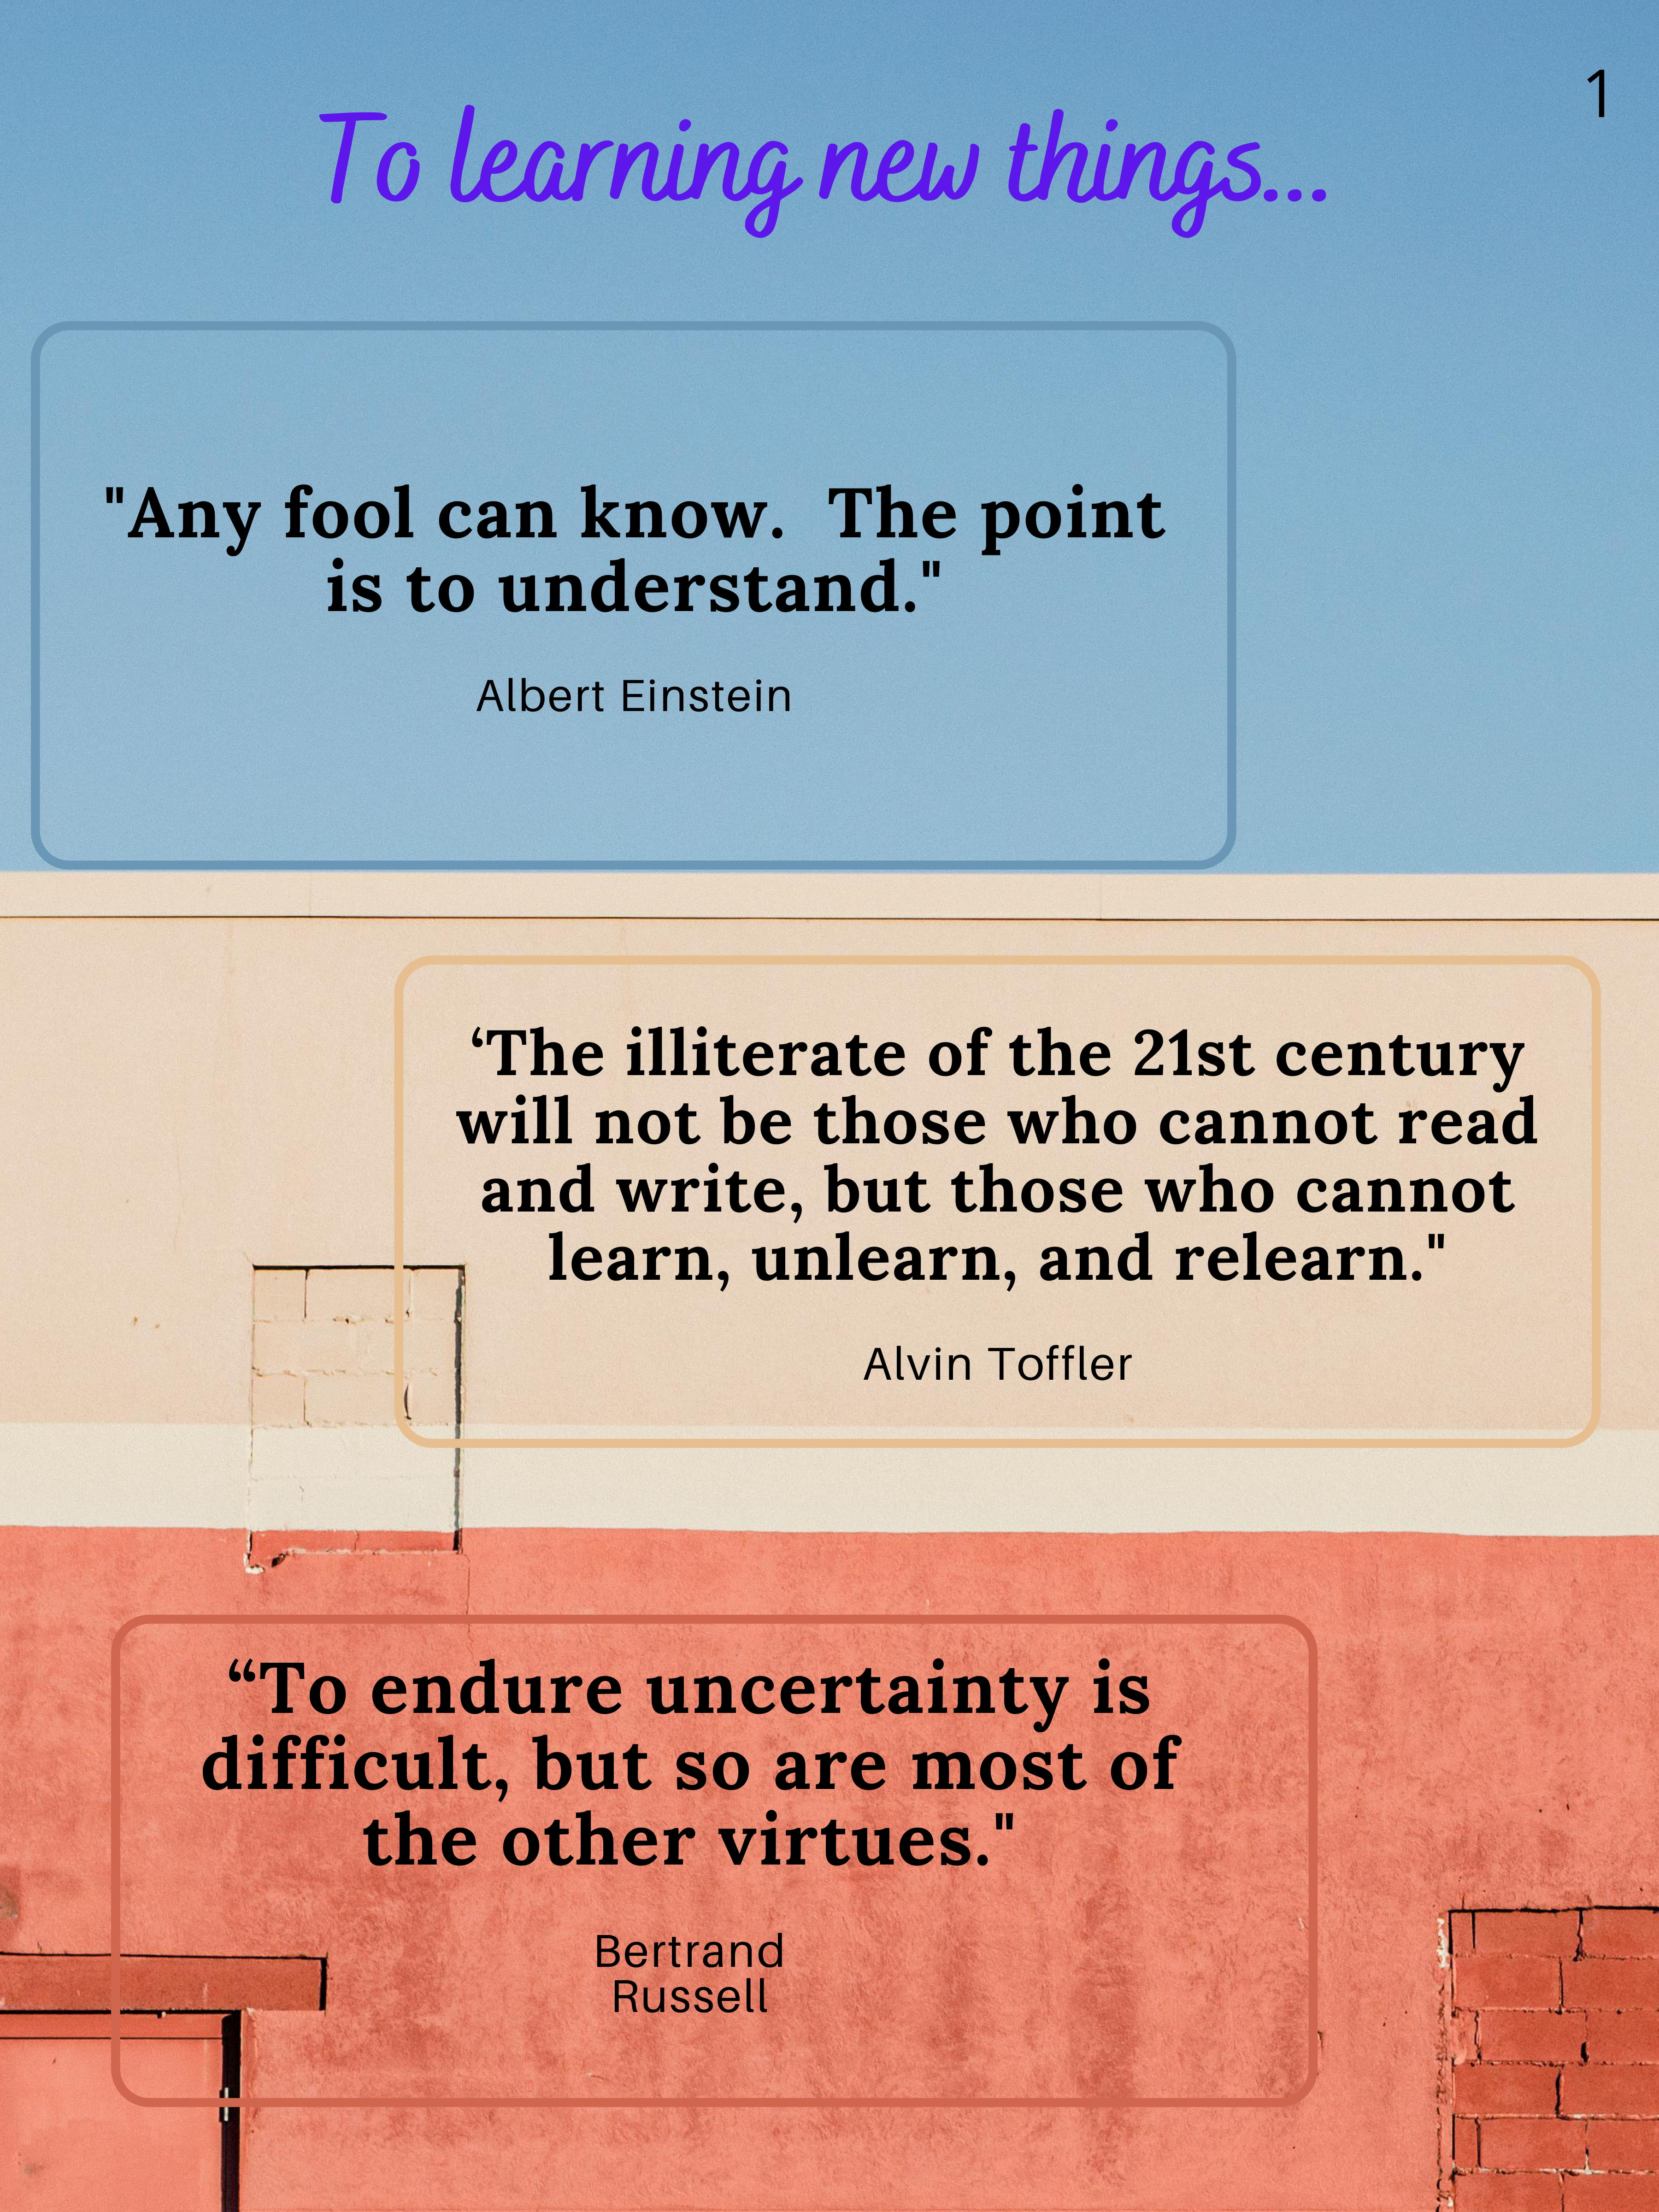 1
To learning new things...
"Any fool can know.  The point
is to understand."
Albert Einstein
‘The illiterate of the 21st century
will not be those who cannot read
and write, but those who cannot
learn, unlearn, and relearn."
Alvin Toffler
“To endure uncertainty is
difficult, but so are most of
the other virtues."
Bertrand
Russell